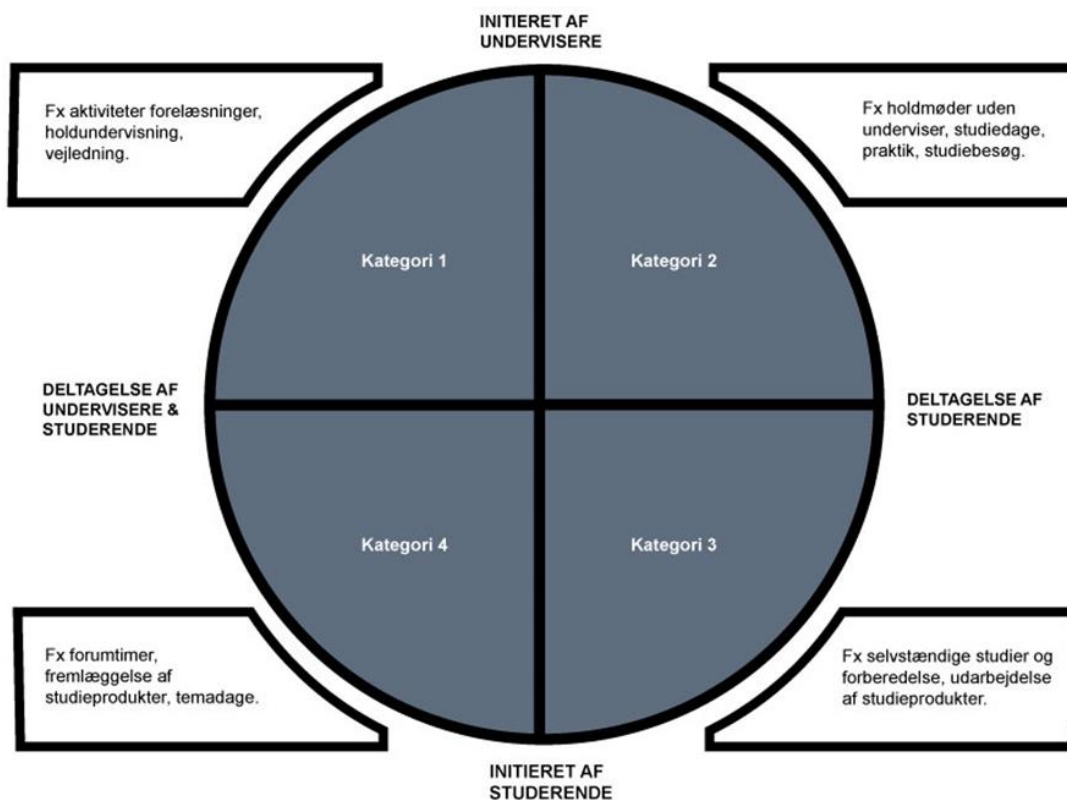 INITIERET AF
UNDERVISERE
Fx aktiviteter forelæsninger,
holdundervisning,
vejledning.
Fx holdmøder uden
underviser, studiedage,
praktik, studiebesøg.
Kategori 1
Kategori 2
DELTAGELSE AF
UNDERVISERE &
STUDERENDE
DELTAGELSE AF
STUDERENDE
Kategori 4
Kategori 3
Fx forumtimer,
fremlæggelse af
studieprodukter, temadage.
Fx selvstændige studier og
forberedelse, udarbejdelse
af studieprodukter.
INITIERET AF
STUDERENDE